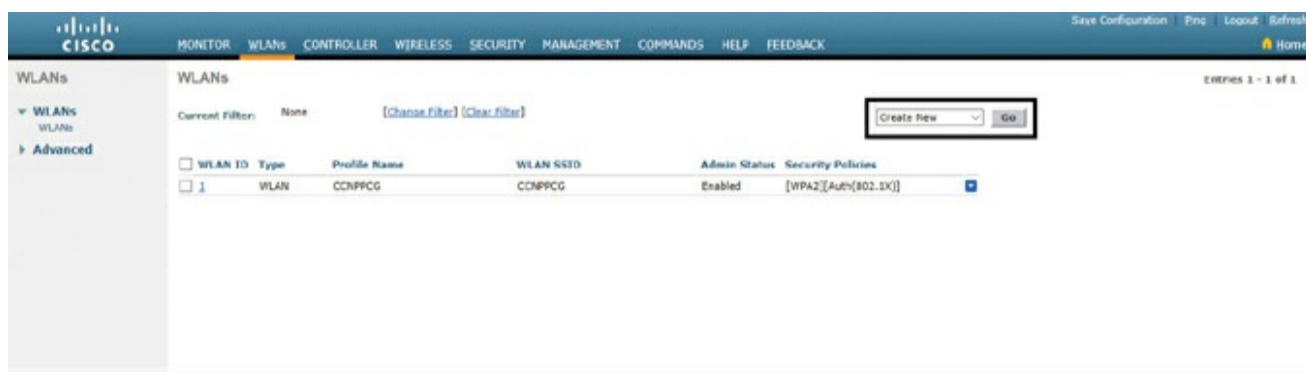 Save Configuration Ping Logout Refresh
CISCO MONITOR WLANs CONTROLLER WIRELESS SECURITY MANAGEMENT COMMANDS HELP FEEDBACK Home
WLANs
WLANs
WLANs
Advanced
WLANs
Entries 1 - 1 of 1
Current Filter: None [Change Filter] [Clear Filter]
Create New Go
WLAN ID Type Profile Name WLAN SSID Admin Status Security Policies
1 WLAN CCNPPCG CCNPPCG Enabled [WPA2][Auth(802.1X)]